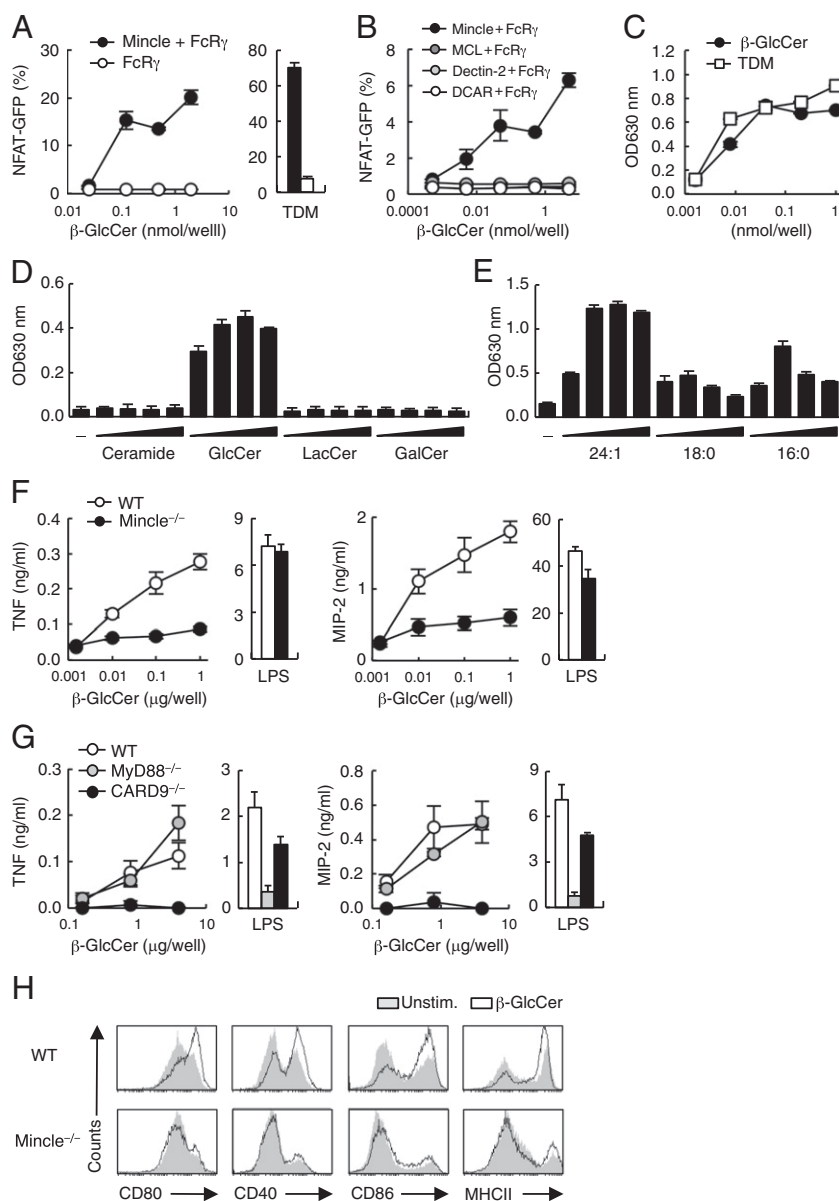 A
Mincle + FcRγ
FcRγ
NFAT-GFP (%)
30
20
10
0
0.01
0.1
1
10
β-GlcCer (nmol/welll)
80
60
40
20
0
TDM
B
Mincle+FcRγ
MCL+FcRγ
Dectin-2+FcRγ
DCAR+FcRγ
NFAT-GFP (%)
8
6
4
2
0
0.0001
0.01
1
β-GlcCer (nmol/well)
C
β-GlcCer
TDM
OD630 nm
1.2
1.0
0.8
0.6
0.4
0.2
0.0
0.001
0.01
0.1
1
(nmol/well)
D
OD630 nm
0.6
0.4
0.2
0.0
–
Ceramide
GlcCer
LacCer
GalCer
E
OD630 nm
1.5
1.0
0.5
0.0
–
24:1
18:0
16:0
F
WT
Mincle−/−
TNF (ng/ml)
0.4
0.3
0.2
0.1
0.0
0.001
0.01
0.1
1
β-GlcCer (μg/well)
9
6
3
0
LPS
MIP-2 (ng/ml)
2
1
0
0.001
0.01
0.1
1
β-GlcCer (μg/well)
60
40
20
0
LPS
G
WT
MyD88−/−
CARD9−/−
TNF (ng/ml)
0.3
0.2
0.1
0.0
0.1
1
10
β-GlcCer (μg/well)
3
2
1
0
LPS
MIP-2 (ng/ml)
0.8
0.6
0.4
0.2
0.0
0.1
1
10
β-GlcCer (μg/well)
9
6
3
0
LPS
H
Unstim.
β-GlcCer
WT
Mincle−/−
Counts
CD80
CD40
CD86
MHCII